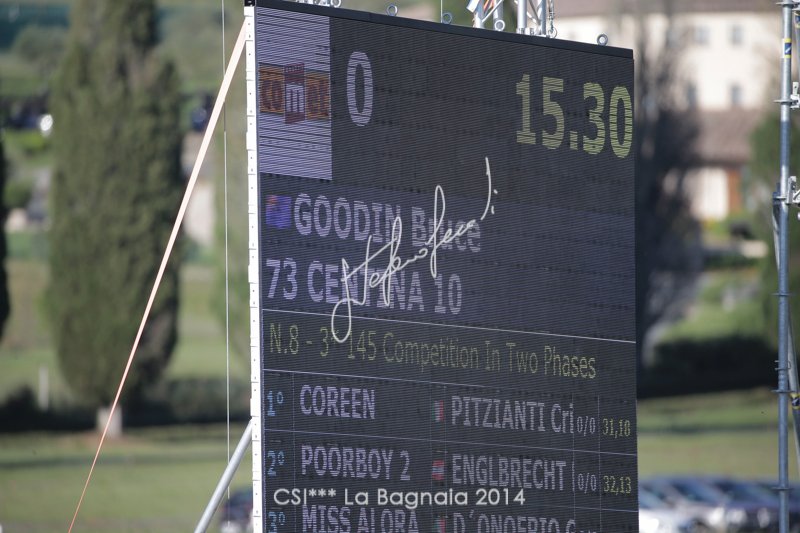 TOMCE
0
15.30
GOODIN Bruce
73 CENTINA 10
N.8 - 3* 145 Competition In Two Phases
1° COREEN PITZIANTI Cri 0/0 31,18
2° POORBOY 2 ENGLBRECHT 0/0 32,13
3° MISS ALORA D´ONOFRIO
CSI*** La Bagnaia 2014